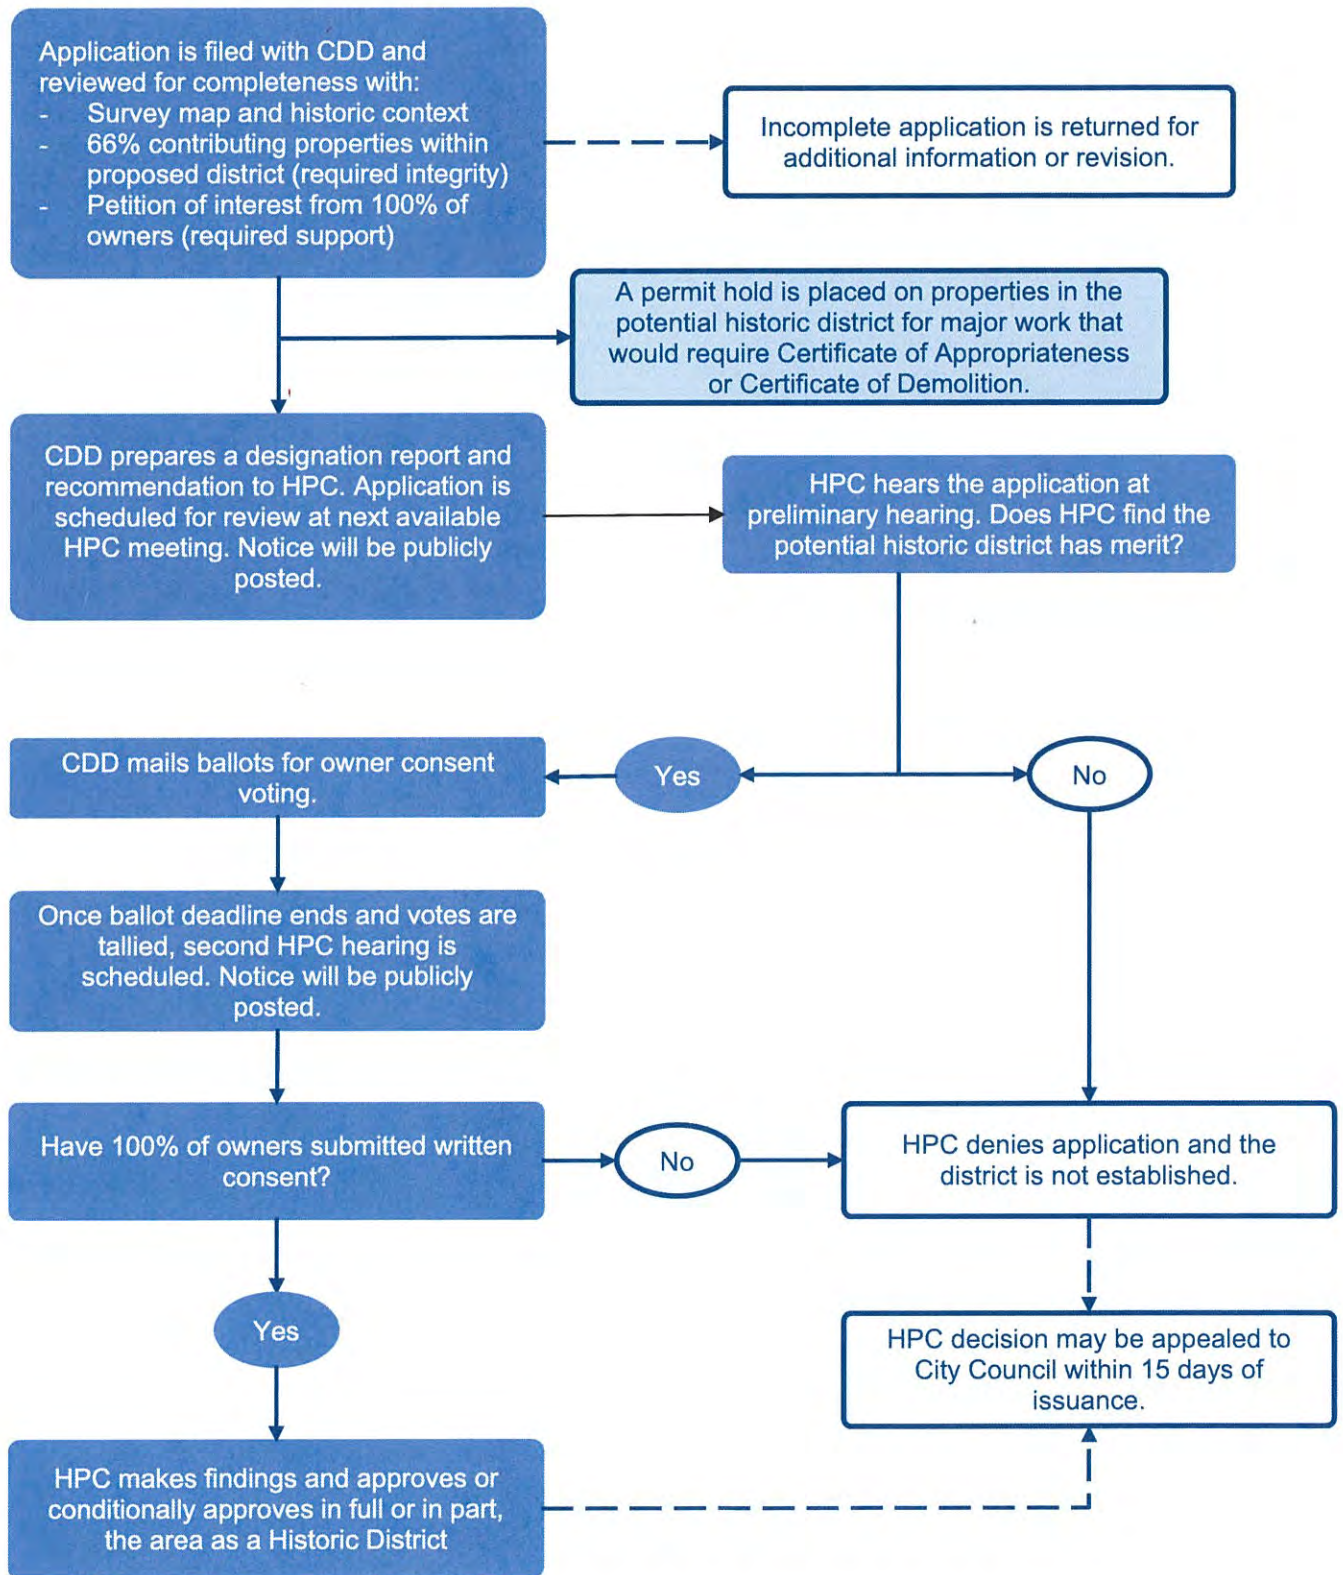 Application is filed with CDD and
reviewed for completeness with:
- Survey map and historic context
- 66% contributing properties within
proposed district (required integrity)
- Petition of interest from 100% of
owners (required support)
Incomplete application is returned for
additional information or revision.
A permit hold is placed on properties in the
potential historic district for major work that
would require Certificate of Appropriateness
or Certificate of Demolition.
CDD prepares a designation report and
recommendation to HPC. Application is
scheduled for review at next available
HPC meeting. Notice will be publicly
posted.
HPC hears the application at
preliminary hearing. Does HPC find the
potential historic district has merit?
CDD mails ballots for owner consent
voting.
Yes
No
Once ballot deadline ends and votes are
tallied, second HPC hearing is
scheduled. Notice will be publicly
posted.
Have 100% of owners submitted written
consent?
No
HPC denies application and the
district is not established.
Yes
HPC decision may be appealed to
City Council within 15 days of
issuance.
HPC makes findings and approves or
conditionally approves in full or in part,
the area as a Historic District